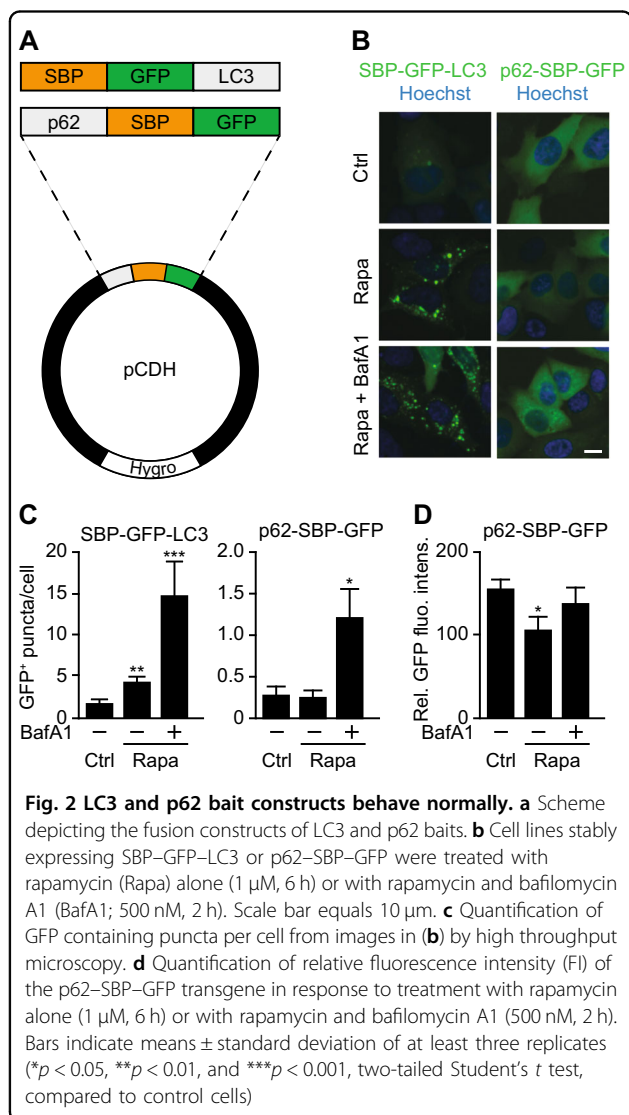 A
SBP GFP LC3
p62 SBP GFP
pCDH
Hygro
B
SBP-GFP-LC3 p62-SBP-GFP
Hoechst Hoechst
Ctrl
Rapa
Rapa + BafA1
C
SBP-GFP-LC3
GFP⁺ puncta/cell
20
15
10
5
0
**
***
BafA1 − − +
Ctrl Rapa
p62-SBP-GFP
2.0
1.5
1.0
0.5
0
*
− − +
Ctrl Rapa
D
p62-SBP-GFP
Rel. GFP fluo. intens.
200
100
0
*
BafA1 − − +
Ctrl Rapa
Fig. 2 LC3 and p62 bait constructs behave normally. a Scheme
depicting the fusion constructs of LC3 and p62 baits. b Cell lines stably
expressing SBP–GFP–LC3 or p62–SBP–GFP were treated with
rapamycin (Rapa) alone (1 µM, 6 h) or with rapamycin and bafilomycin
A1 (BafA1; 500 nM, 2 h). Scale bar equals 10 µm. c Quantification of
GFP containing puncta per cell from images in (b) by high throughput
microscopy. d Quantification of relative fluorescence intensity (FI) of
the p62–SBP–GFP transgene in response to treatment with rapamycin
alone (1 µM, 6 h) or with rapamycin and bafilomycin A1 (500 nM, 2 h).
Bars indicate means ± standard deviation of at least three replicates
(*p < 0.05, **p < 0.01, and ***p < 0.001, two-tailed Student's t test,
compared to control cells)